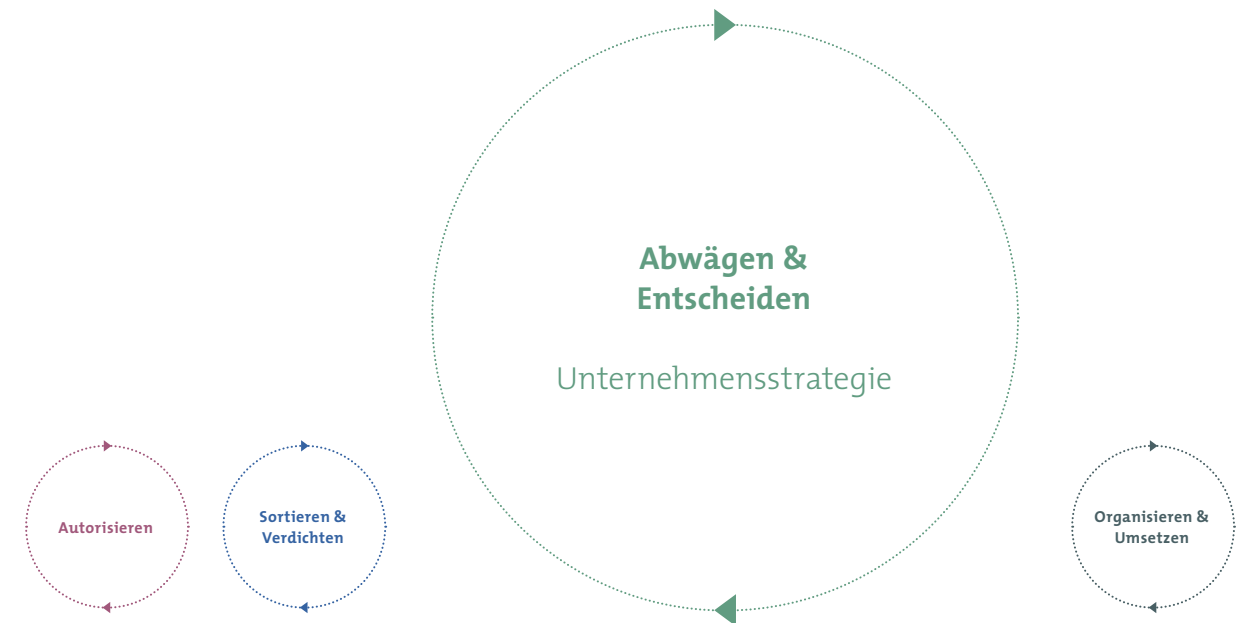 Abwägen &
Entscheiden
Unternehmensstrategie
Autorisieren
Sortieren &
Verdichten
Organisieren &
Umsetzen